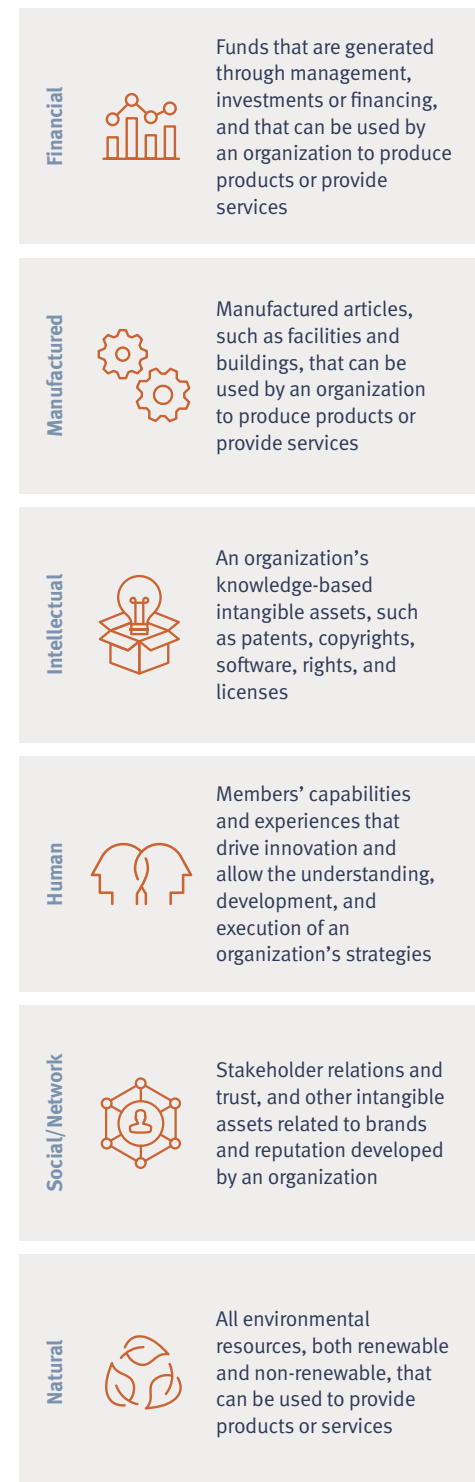 Financial
Funds that are generated
through management,
investments or financing,
and that can be used by
an organization to produce
products or provide
services
Manufactured
Manufactured articles,
such as facilities and
buildings, that can be
used by an organization
to produce products or
provide services
Intellectual
An organization’s
knowledge-based
intangible assets, such
as patents, copyrights,
software, rights, and
licenses
Human
Members’ capabilities
and experiences that
drive innovation and
allow the understanding,
development, and
execution of an
organization’s strategies
Social/Network
Stakeholder relations and
trust, and other intangible
assets related to brands
and reputation developed
by an organization
Natural
All environmental
resources, both renewable
and non-renewable, that
can be used to provide
products or services